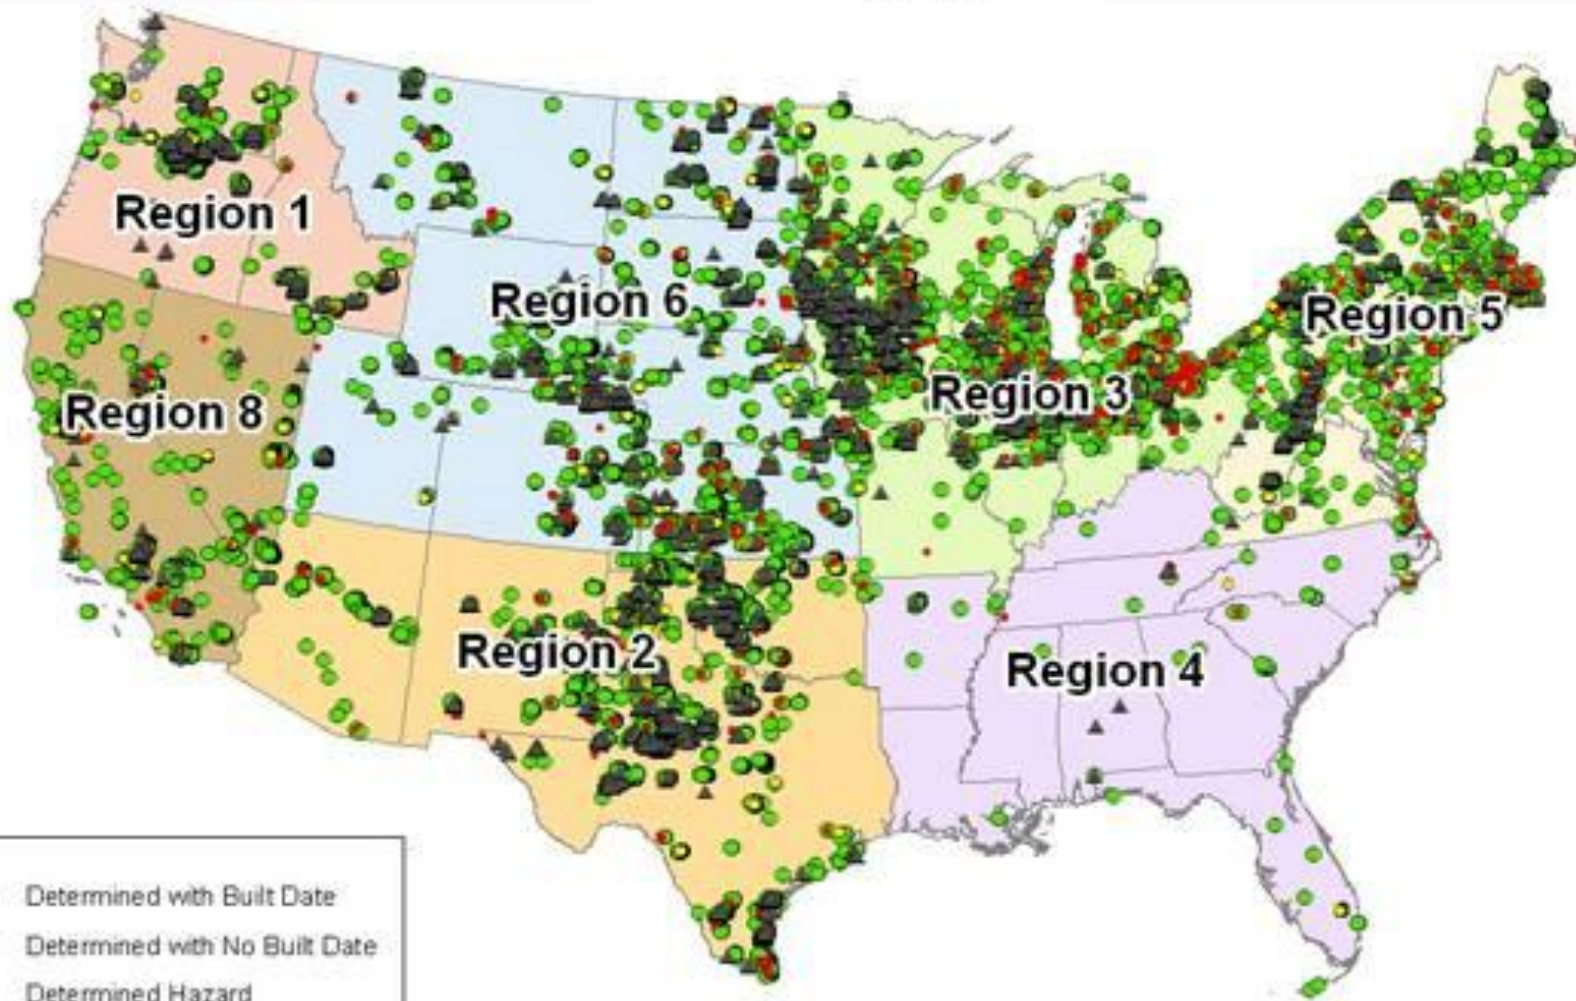 Region 1
Region 6
Region 5
Region 3
Region 8
Region 2
Region 4
Determined with Built Date
Determined with No Built Date
Determined Hazard